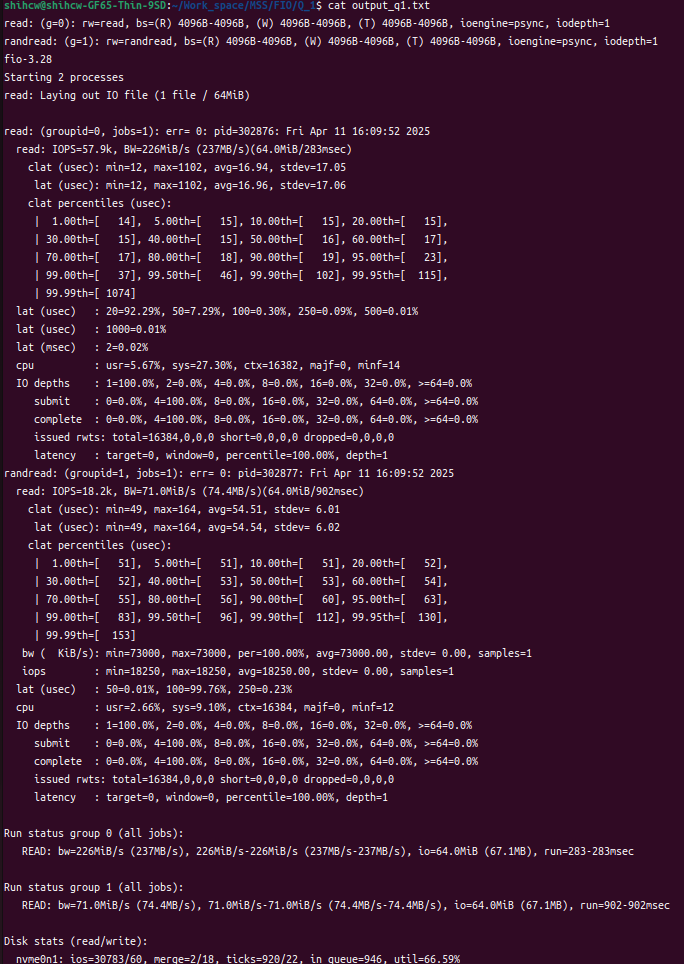 shihcw@shihcw-GF65-Thin-9SD:~/Work_space/MSS/FIO/Q_1$ cat output_q1.txt
read: (g=0): rw=read, bs=(R) 4096B-4096B, (W) 4096B-4096B, (T) 4096B-4096B, ioengine=psync, iodepth=1
randread: (g=1): rw=randread, bs=(R) 4096B-4096B, (W) 4096B-4096B, (T) 4096B-4096B, ioengine=psync, iodepth=1
fio-3.28
Starting 2 processes
read: Laying out IO file (1 file / 64MiB)

read: (groupid=0, jobs=1): err= 0: pid=302876: Fri Apr 11 16:09:52 2025
  read: IOPS=57.9k, BW=226MiB/s (237MB/s)(64.0MiB/283msec)
    clat (usec): min=12, max=1102, avg=16.94, stdev=17.05
     lat (usec): min=12, max=1102, avg=16.96, stdev=17.06
    clat percentiles (usec):
     |  1.00th=[   14],  5.00th=[   15], 10.00th=[   15], 20.00th=[   15],
     | 30.00th=[   15], 40.00th=[   15], 50.00th=[   16], 60.00th=[   17],
     | 70.00th=[   17], 80.00th=[   18], 90.00th=[   19], 95.00th=[   23],
     | 99.00th=[   37], 99.50th=[   46], 99.90th=[  102], 99.95th=[  115],
     | 99.99th=[ 1074]
  lat (usec)   : 20=92.29%, 50=7.29%, 100=0.30%, 250=0.09%, 500=0.01%
  lat (usec)   : 1000=0.01%
  lat (msec)   : 2=0.02%
  cpu          : usr=5.67%, sys=27.30%, ctx=16382, majf=0, minf=14
  IO depths    : 1=100.0%, 2=0.0%, 4=0.0%, 8=0.0%, 16=0.0%, 32=0.0%, >=64=0.0%
     submit    : 0=0.0%, 4=100.0%, 8=0.0%, 16=0.0%, 32=0.0%, 64=0.0%, >=64=0.0%
     complete  : 0=0.0%, 4=100.0%, 8=0.0%, 16=0.0%, 32=0.0%, 64=0.0%, >=64=0.0%
     issued rwts: total=16384,0,0,0 short=0,0,0,0 dropped=0,0,0,0
     latency   : target=0, window=0, percentile=100.00%, depth=1
randread: (groupid=1, jobs=1): err= 0: pid=302877: Fri Apr 11 16:09:52 2025
  read: IOPS=18.2k, BW=71.0MiB/s (74.4MB/s)(64.0MiB/902msec)
    clat (usec): min=49, max=164, avg=54.51, stdev= 6.01
     lat (usec): min=49, max=164, avg=54.54, stdev= 6.02
    clat percentiles (usec):
     |  1.00th=[   51],  5.00th=[   51], 10.00th=[   51], 20.00th=[   52],
     | 30.00th=[   52], 40.00th=[   53], 50.00th=[   53], 60.00th=[   54],
     | 70.00th=[   55], 80.00th=[   56], 90.00th=[   60], 95.00th=[   63],
     | 99.00th=[   83], 99.50th=[   96], 99.90th=[  112], 99.95th=[  130],
     | 99.99th=[  153]
   bw (  KiB/s): min=73000, max=73000, per=100.00%, avg=73000.00, stdev= 0.00, samples=1
   iops        : min=18250, max=18250, avg=18250.00, stdev= 0.00, samples=1
  lat (usec)   : 50=0.01%, 100=99.76%, 250=0.23%
  cpu          : usr=2.66%, sys=9.10%, ctx=16384, majf=0, minf=12
  IO depths    : 1=100.0%, 2=0.0%, 4=0.0%, 8=0.0%, 16=0.0%, 32=0.0%, >=64=0.0%
     submit    : 0=0.0%, 4=100.0%, 8=0.0%, 16=0.0%, 32=0.0%, 64=0.0%, >=64=0.0%
     complete  : 0=0.0%, 4=100.0%, 8=0.0%, 16=0.0%, 32=0.0%, 64=0.0%, >=64=0.0%
     issued rwts: total=16384,0,0,0 short=0,0,0,0 dropped=0,0,0,0
     latency   : target=0, window=0, percentile=100.00%, depth=1

Run status group 0 (all jobs):
   READ: bw=226MiB/s (237MB/s), 226MiB/s-226MiB/s (237MB/s-237MB/s), io=64.0MiB (67.1MB), run=283-283msec

Run status group 1 (all jobs):
   READ: bw=71.0MiB/s (74.4MB/s), 71.0MiB/s-71.0MiB/s (74.4MB/s-74.4MB/s), io=64.0MiB (67.1MB), run=902-902msec

Disk stats (read/write):
  nvme0n1: ios=30783/60, merge=2/18, ticks=920/22, in_queue=946, util=66.59%